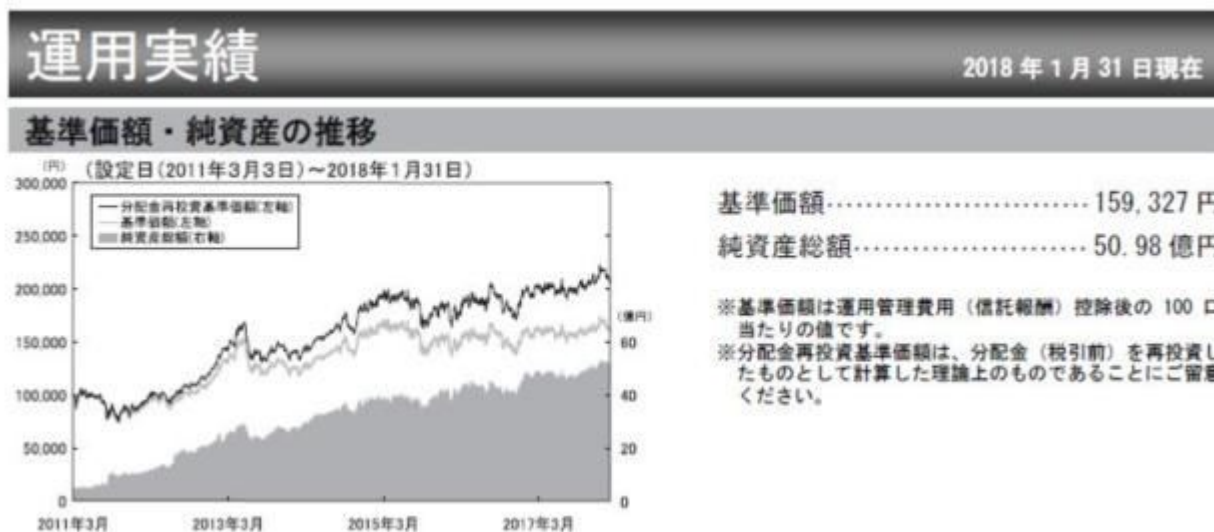 運用実績
2018年1月31日現在
基準価額・純資産の推移
(円)
(設定日(2011年3月3日)～2018年1月31日)
300,000
250,000
200,000
150,000
100,000
50,000
0
分配金再投資基準価額(左軸)
基準価額(左軸)
純資産総額(右軸)
(億円)
60
40
20
0
2011年3月
2013年3月
2015年3月
2017年3月
基準価額‥‥‥‥‥‥‥‥‥‥‥‥159,327 円
純資産総額‥‥‥‥‥‥‥‥‥‥‥50.98 億円
※基準価額は運用管理費用（信託報酬）控除後の 100 口
当たりの値です。
※分配金再投資基準価額は、分配金（税引前）を再投資し
たものとして計算した理論上のものであることにご留意
ください。